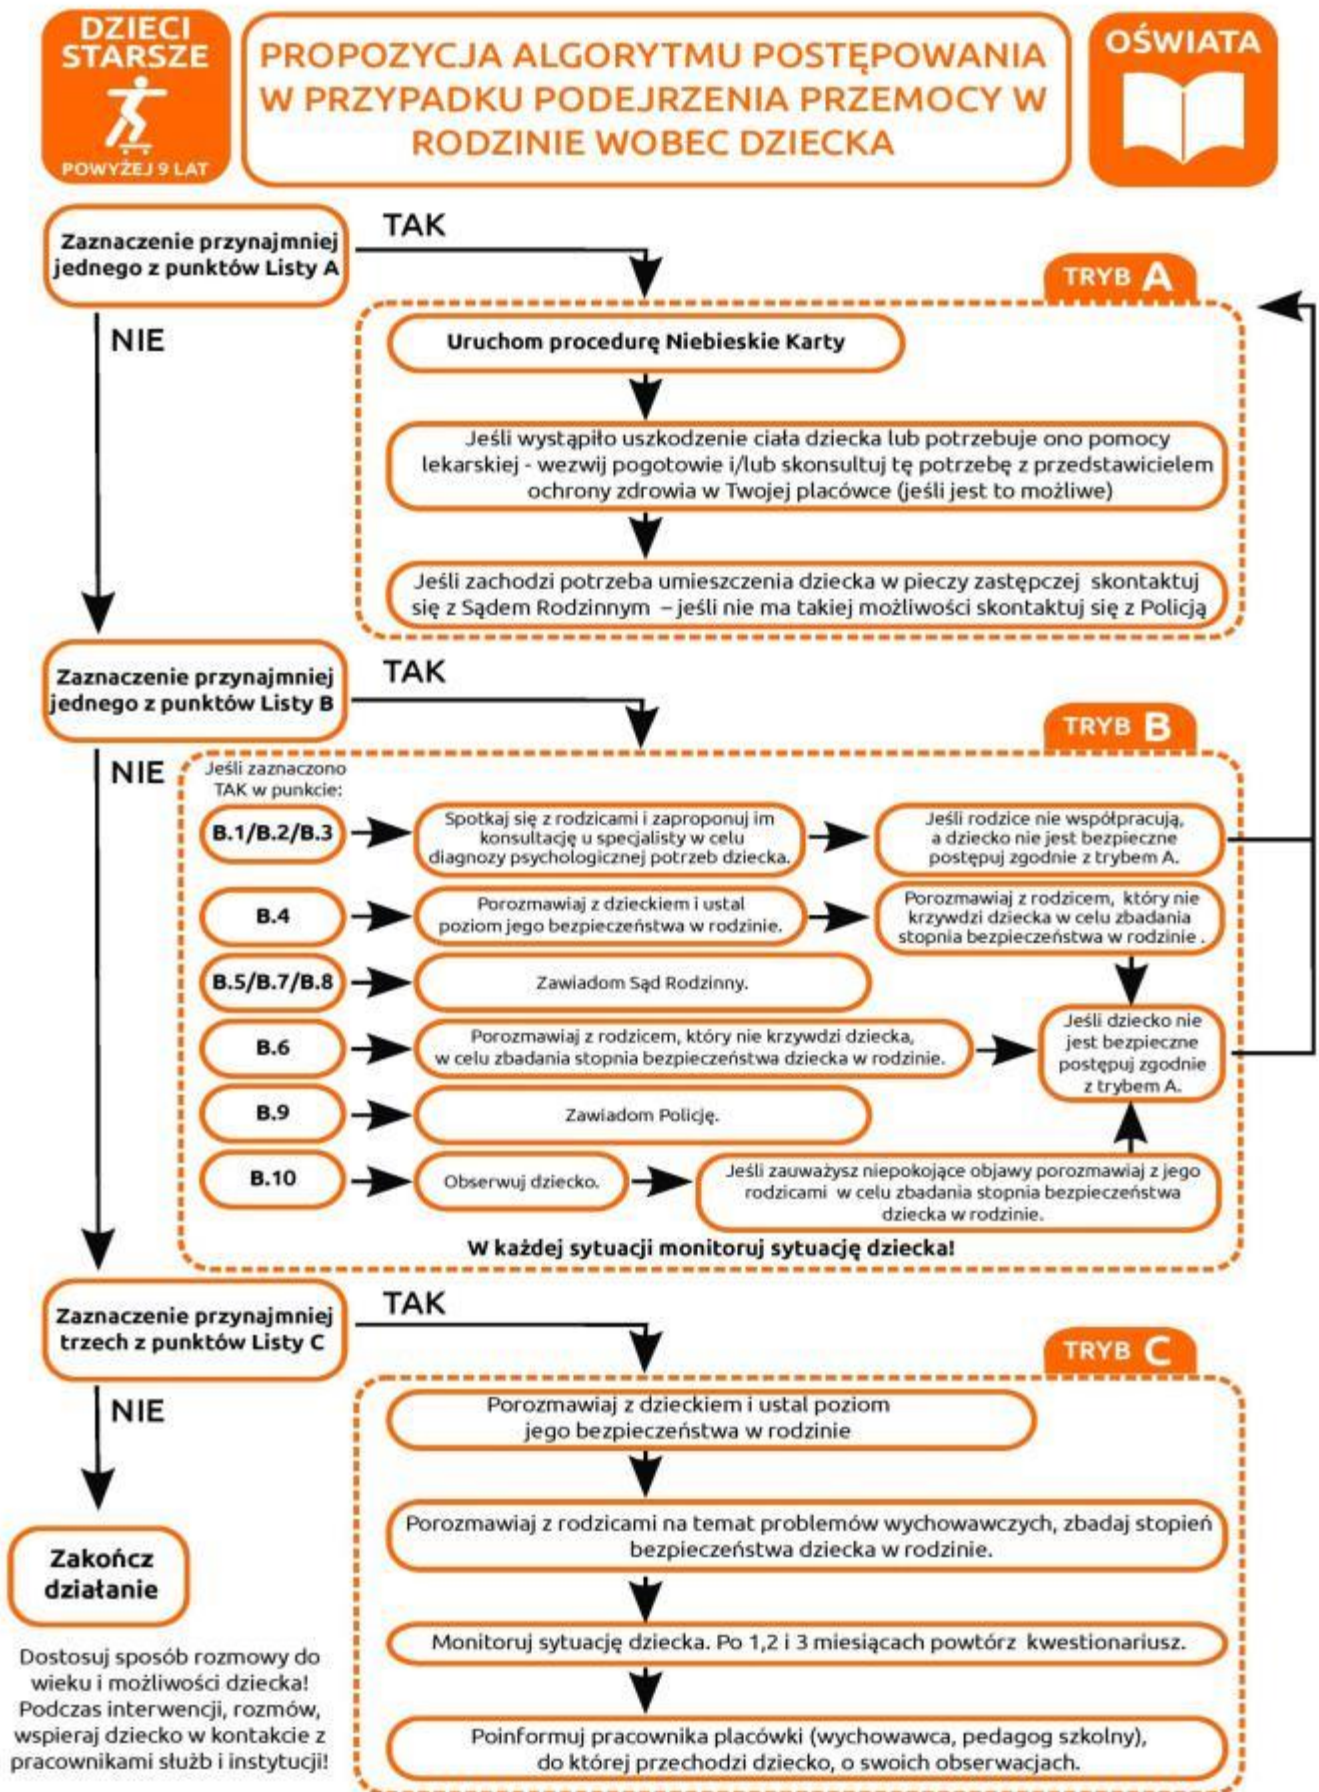 DZIECI
STARSZE
POWYŻEJ 9 LAT
PROPOZYCJA ALGORYTMU POSTĘPOWANIA
W PRZYPADKU PODEJRZENIA PRZEMOCY W
RODZINIE WOBEC DZIECKA
OŚWIATA
Zaznaczenie przynajmniej
jednego z punktów Listy A
TAK
NIE
TRYB A
Uruchom procedurę Niebieskie Karty
Jeśli wystąpiło uszkodzenie ciała dziecka lub potrzebuje ono pomocy
lekarskiej - wezwij pogotowie i/lub skonsultuj tę potrzebę z przedstawicielem
ochrony zdrowia w Twojej placówce (jeśli jest to możliwe)
Jeśli zachodzi potrzeba umieszczenia dziecka w pieczy zastępczej skontaktuj
się z Sądem Rodzinnym – jeśli nie ma takiej możliwości skontaktuj się z Policją
Zaznaczenie przynajmniej
jednego z punktów Listy B
TAK
NIE
TRYB B
Jeśli zaznaczono
TAK w punkcie:
B.1/B.2/B.3
Spotkaj się z rodzicami i zaproponuj im
konsultację u specjalisty w celu
diagnozy psychologicznej potrzeb dziecka.
Jeśli rodzice nie współpracują,
a dziecko nie jest bezpieczne
postępuj zgodnie z trybem A.
B.4
Porozmawiaj z dzieckiem i ustal
poziom jego bezpieczeństwa w rodzinie.
Porozmawiaj z rodzicem, który nie
krzywdzi dziecka w celu zbadania
stopnia bezpieczeństwa w rodzinie .
B.5/B.7/B.8
Zawiadom Sąd Rodzinny.
B.6
Porozmawiaj z rodzicem, który nie krzywdzi dziecka,
w celu zbadania stopnia bezpieczeństwa dziecka w rodzinie.
Jeśli dziecko nie
jest bezpieczne
postępuj zgodnie
z trybem A.
B.9
Zawiadom Policję.
B.10
Obserwuj dziecko.
Jeśli zauważysz niepokojące objawy porozmawiaj z jego
rodzicami w celu zbadania stopnia bezpieczeństwa
dziecka w rodzinie.
W każdej sytuacji monitoruj sytuację dziecka!
Zaznaczenie przynajmniej
trzech z punktów Listy C
TAK
NIE
TRYB C
Porozmawiaj z dzieckiem i ustal poziom
jego bezpieczeństwa w rodzinie
Porozmawiaj z rodzicami na temat problemów wychowawczych, zbadaj stopień
bezpieczeństwa dziecka w rodzinie.
Monitoruj sytuację dziecka. Po 1,2 i 3 miesiącach powtórz kwestionariusz.
Poinformuj pracownika placówki (wychowawca, pedagog szkolny),
do której przechodzi dziecko, o swoich obserwacjach.
Zakończ
działanie
Dostosuj sposób rozmowy do
wieku i możliwości dziecka!
Podczas interwencji, rozmów,
wspieraj dziecko w kontakcie z
pracownikami służb i instytucji!